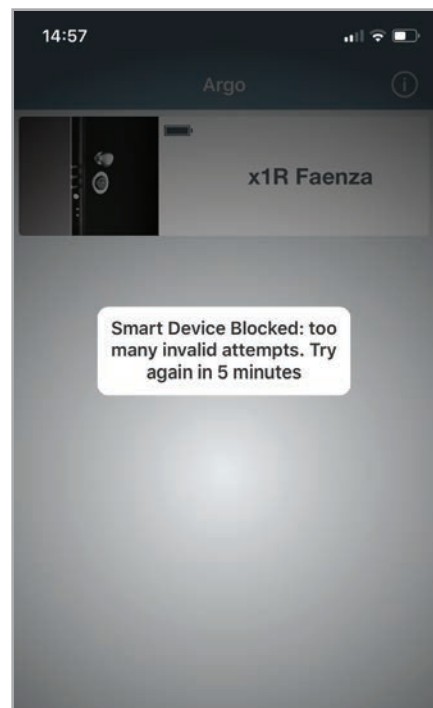 14:57
Argo
x1R Faenza
Smart Device Blocked: too
many invalid attempts. Try
again in 5 minutes